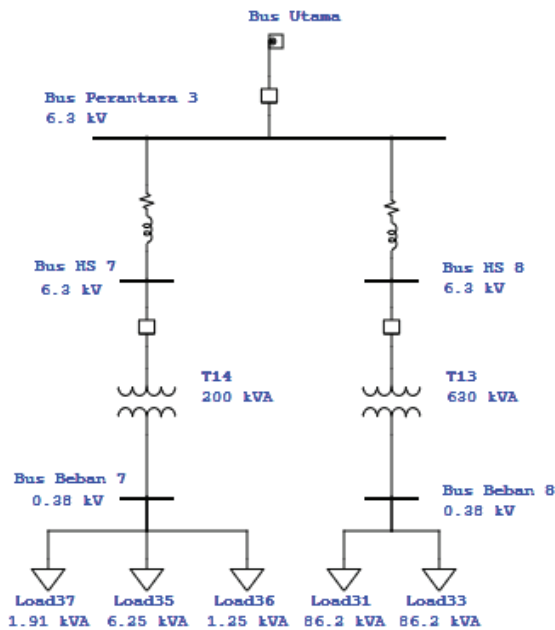 Bus Utama
Bus Perantara 3
6.3 kV
Bus HS 7
6.3 kV
Bus HS 8
6.3 kV
T14
200 kVA
T13
630 kVA
Bus Beban 7
0.38 kV
Bus Beban 8
0.38 kV
Load37
1.91 kVA
Load35
6.25 kVA
Load36
1.25 kVA
Load31
86.2 kVA
Load33
86.2 kVA